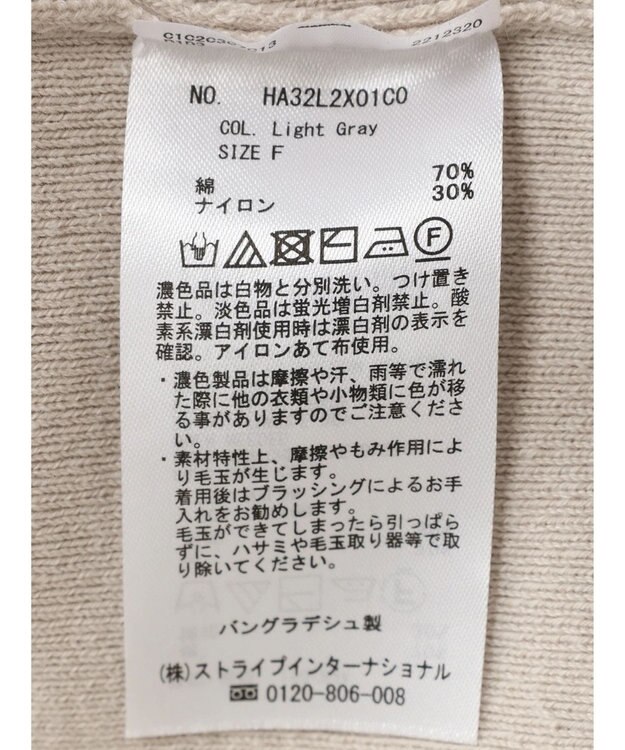 2212320
NO. HA32L2X01C0
COL. Light Gray
SIZE F
綿 70%
ナイロン 30%
F
濃色品は白物と分別洗い。つけ置き
禁止。淡色品は蛍光増白剤禁止。酸
素系漂白剤使用時は漂白剤の表示を
確認。アイロンあて布使用。
・濃色製品は摩擦や汗、雨等で濡れ
た際に他の衣類や小物類に色が移
る事がありますのでご注意くださ
い。
・素材特性上、摩擦やもみ作用によ
り毛玉が生じます。
着用後はブラッシングによるお手
入れをお勧めします。
毛玉ができてしまったら引っぱら
ずに、ハサミや毛玉取り器等で取
り除いてください。
バングラデシュ製
(株)ストライプインターナショナル
0120-806-008